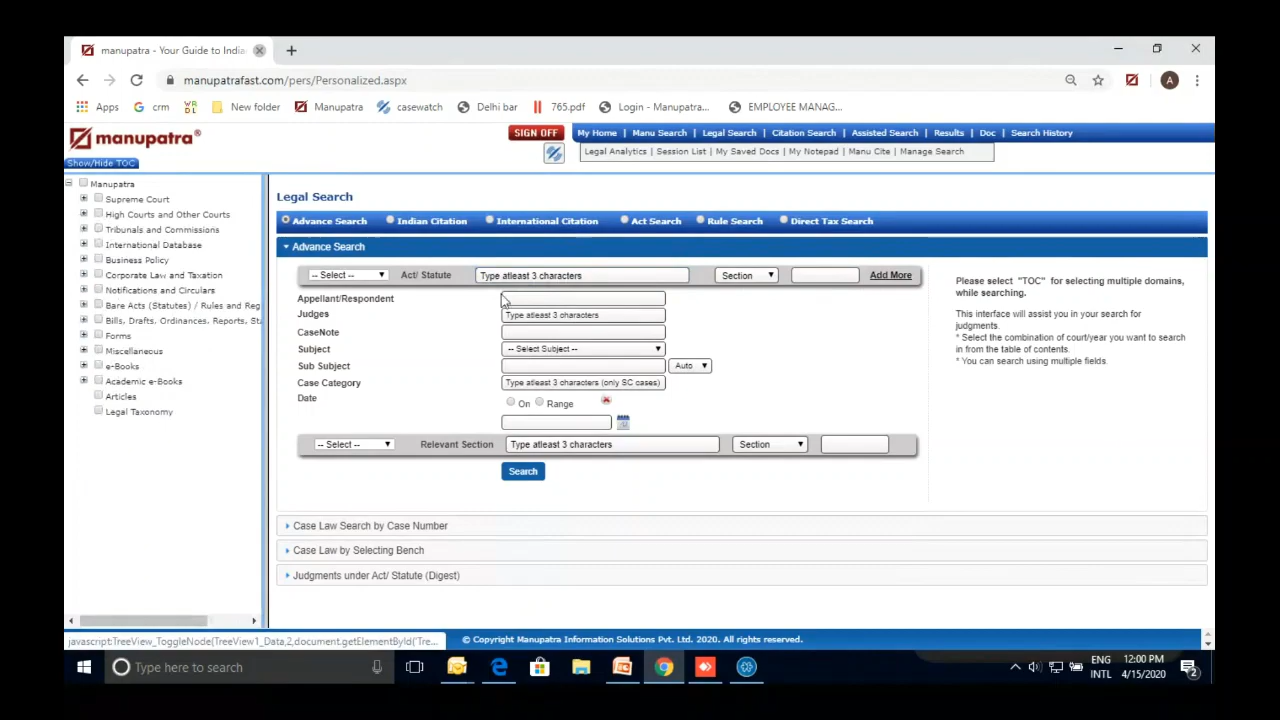 manupatra - Your Guide to India
manupatrafast.com/pers/Personalized.aspx
A
Apps crm New folder Manupatra casewatch Delhi bar 765.pdf Login - Manupatra... EMPLOYEE MANAG...
manupatra®
SIGN OFF
My Home | Manu Search | Legal Search | Citation Search | Assisted Search | Results | Doc | Search History
Legal Analytics | Session List | My Saved Docs | My Notepad | Manu Cite | Manage Search
Show/Hide TOC
Manupatra
Supreme Court
High Courts and Other Courts
Tribunals and Commissions
International Database
Business Policy
Corporate Law and Taxation
Notifications and Circulars
Bare Acts (Statutes) / Rules and Reg
Bills, Drafts, Ordinances, Reports, Sta
Forms
Miscellaneous
e-Books
Academic e-Books
Articles
Legal Taxonomy
Legal Search
Advance Search Indian Citation International Citation Act Search Rule Search Direct Tax Search
Advance Search
-- Select -- Act/ Statute Type atleast 3 characters Section Add More
Appellant/Respondent
Judges Type atleast 3 characters
CaseNote
Subject -- Select Subject --
Sub Subject Auto
Case Category Type atleast 3 characters (only SC cases)
Date On Range
-- Select -- Relevant Section Type atleast 3 characters Section
Search
Please select "TOC" for selecting multiple domains,
while searching.
This interface will assist you in your search for
judgments.
* Select the combination of court/year you want to search
in from the table of contents.
* You can search using multiple fields.
Case Law Search by Case Number
Case Law by Selecting Bench
Judgments under Act/ Statute (Digest)
javascript:TreeView_ToggleNode(TreeView1_Data,2,document.getElementById('Tre...
© Copyright Manupatra Information Solutions Pvt. Ltd. 2020. All rights reserved.
Type here to search
ENG 12:00 PM
INTL 4/15/2020
2